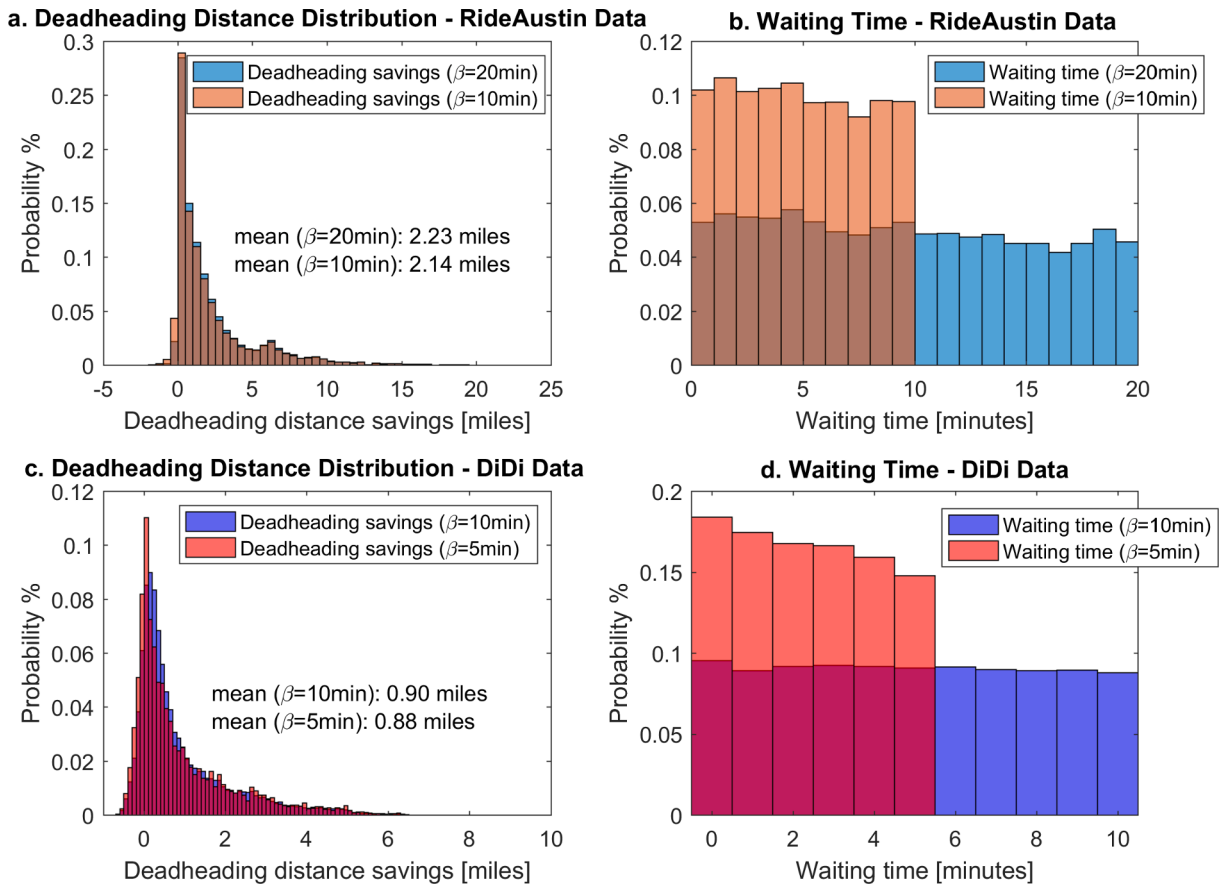 a. Deadheading Distance Distribution - RideAustin Data
0.3
0.25
0.2
0.15
0.1
0.05
0
Probability %
Deadheading savings (β=20min)
Deadheading savings (β=10min)
mean (β=20min): 2.23 miles
mean (β=10min): 2.14 miles
-5 0 5 10 15 20 25
Deadheading distance savings [miles]
b. Waiting Time - RideAustin Data
0.12
0.1
0.08
0.06
0.04
0.02
0
Probability %
Waiting time (β=20min)
Waiting time (β=10min)
0 5 10 15 20
Waiting time [minutes]
c. Deadheading Distance Distribution - DiDi Data
0.12
0.1
0.08
0.06
0.04
0.02
0
Probability %
Deadheading savings (β=10min)
Deadheading savings (β=5min)
mean (β=10min): 0.90 miles
mean (β=5min): 0.88 miles
0 2 4 6 8 10
Deadheading distance savings [miles]
d. Waiting Time - DiDi Data
0.2
0.15
0.1
0.05
0
Probability %
Waiting time (β=10min)
Waiting time (β=5min)
0 2 4 6 8 10
Waiting time [minutes]